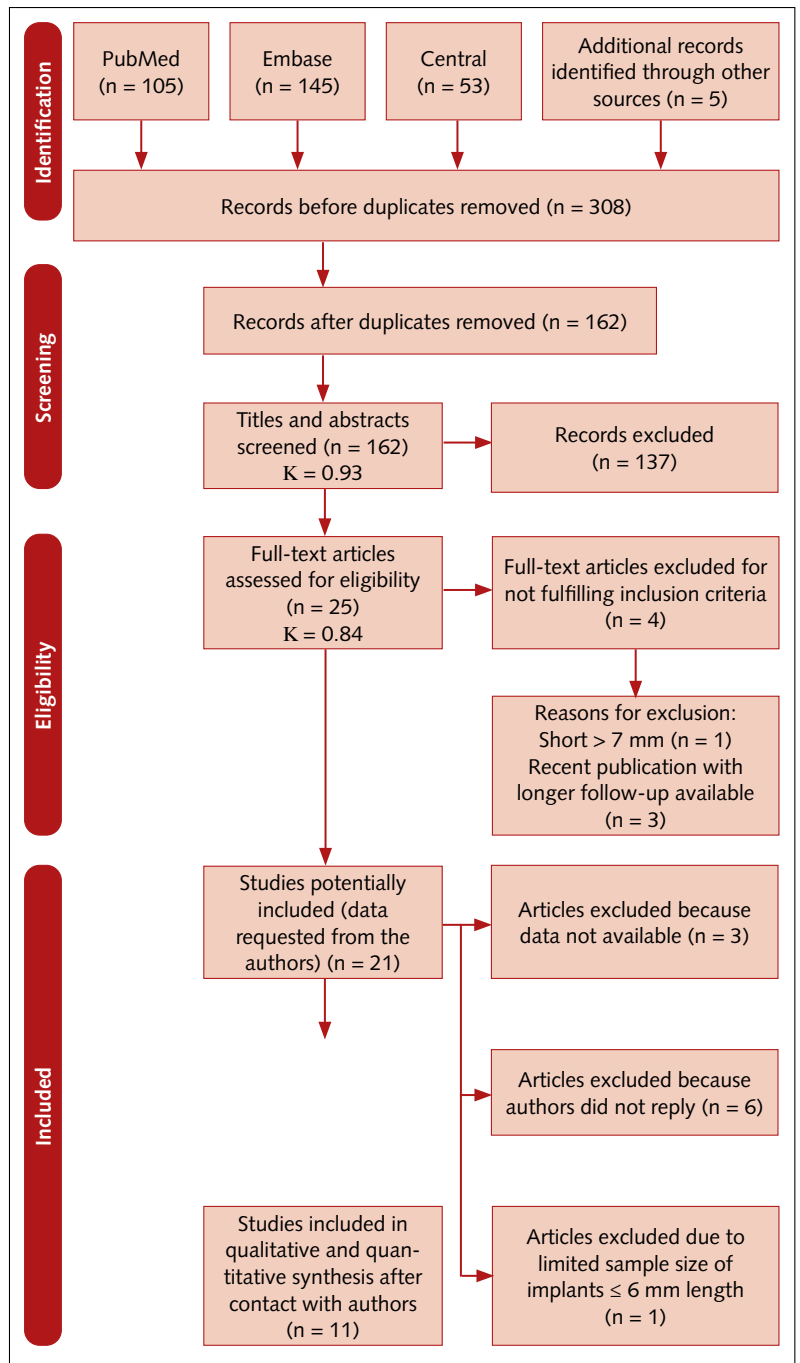 Identification
PubMed
(n = 105)
Embase
(n = 145)
Central
(n = 53)
Additional records
identified through other
sources (n = 5)
Records before duplicates removed (n = 308)
Screening
Records after duplicates removed (n = 162)
Titles and abstracts
screened (n = 162)
K = 0.93
Records excluded
(n = 137)
Eligibility
Full-text articles
assessed for eligibility
(n = 25)
K = 0.84
Full-text articles excluded for
not fulfilling inclusion criteria
(n = 4)
Reasons for exclusion:
Short > 7 mm (n = 1)
Recent publication with
longer follow-up available
(n = 3)
Included
Studies potentially
included (data
requested from the
authors) (n = 21)
Articles excluded because
data not available (n = 3)
Articles excluded because
authors did not reply (n = 6)
Studies included in
qualitative and quan-
titative synthesis after
contact with authors
(n = 11)
Articles excluded due to
limited sample size of
implants ≤ 6 mm length
(n = 1)